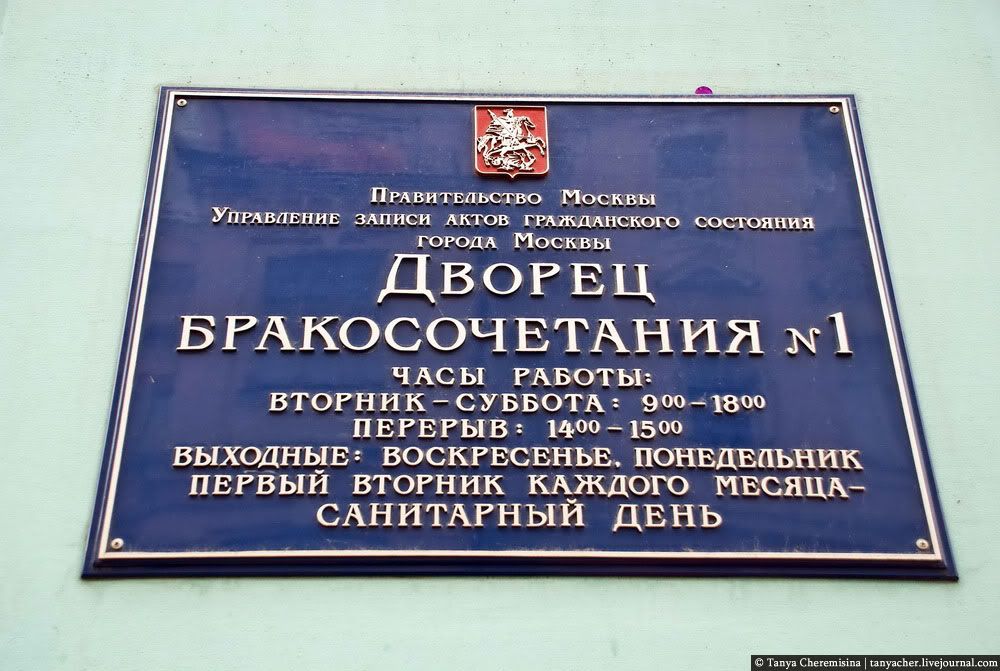 Правительство Москвы
Управление записи актов гражданского состояния
города Москвы
Дворец
бракосочетания №1
часы работы:
вторник – суббота: 9⁰⁰ – 18⁰⁰
перерыв: 14⁰⁰ – 15⁰⁰
выходные: воскресенье, понедельник
первый вторник каждого месяца–
санитарный день
© Tanya Cheremisina | tanyacher.livejournal.com